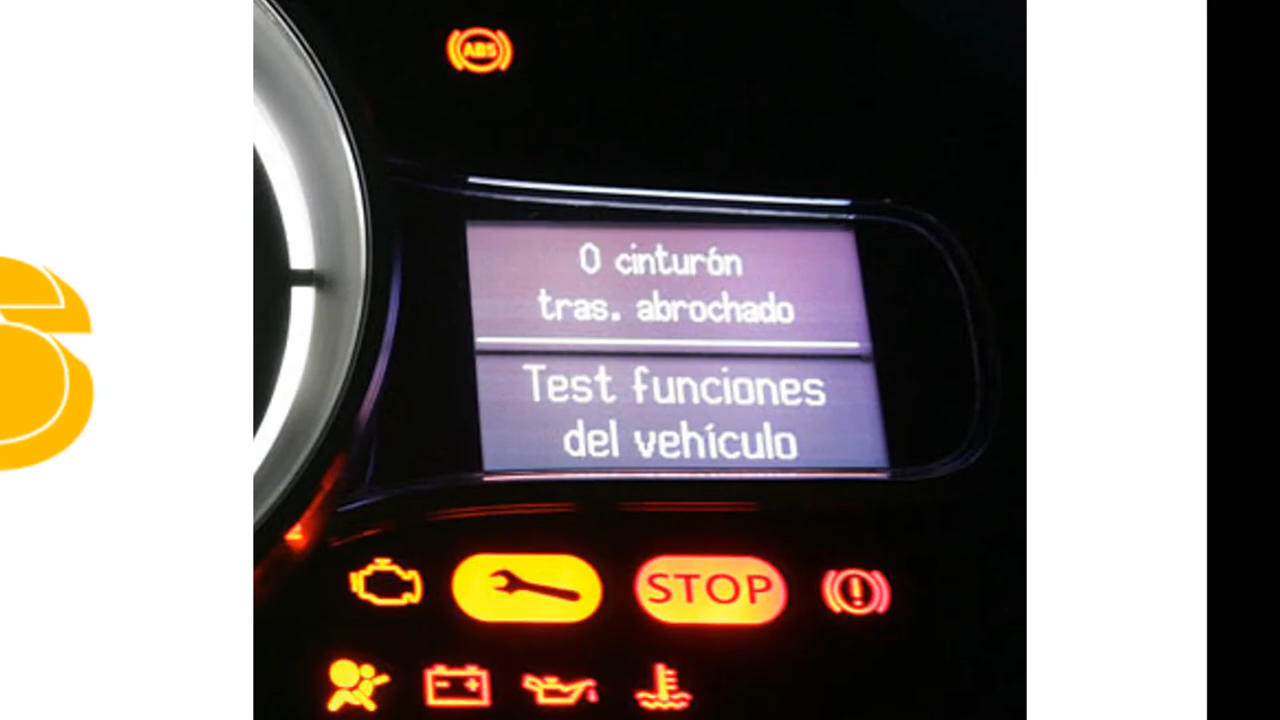 ABS
0 cinturón
tras. abrochado
Test funciones
del vehículo
STOP